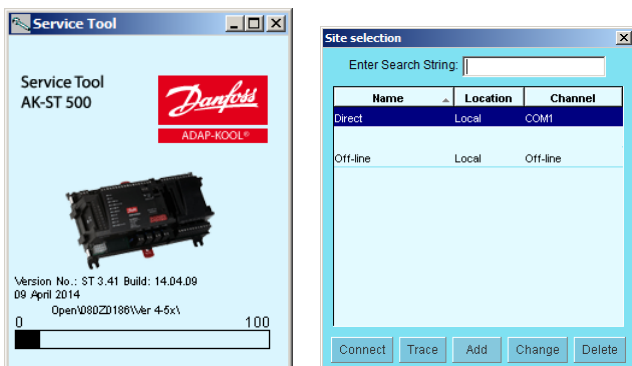 Service Tool
Service Tool
AK-ST 500
Danfoss
ADAP-KOOL®
Version No.: ST 3.41 Build: 14.04.09
09 April 2014
Open\080Z0186\Ver 4-5x\
0 100
Site selection
Enter Search String:
Name Location Channel
Direct Local COM1
Off-line Local Off-line
Connect Trace Add Change Delete